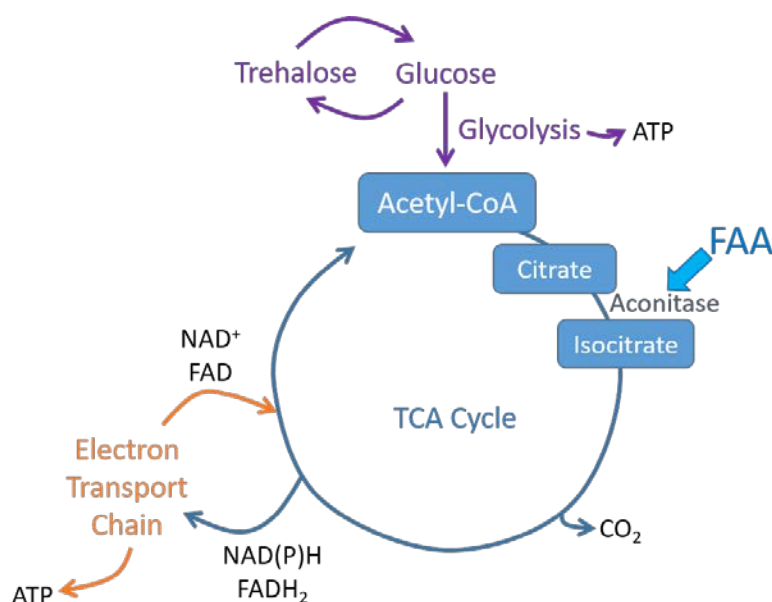 Trehalose
Glucose
Glycolysis
ATP
Acetyl-CoA
FAA
Citrate
Aconitase
Isocitrate
NAD⁺
FAD
TCA Cycle
Electron
Transport
Chain
CO₂
NAD(P)H
FADH₂
ATP